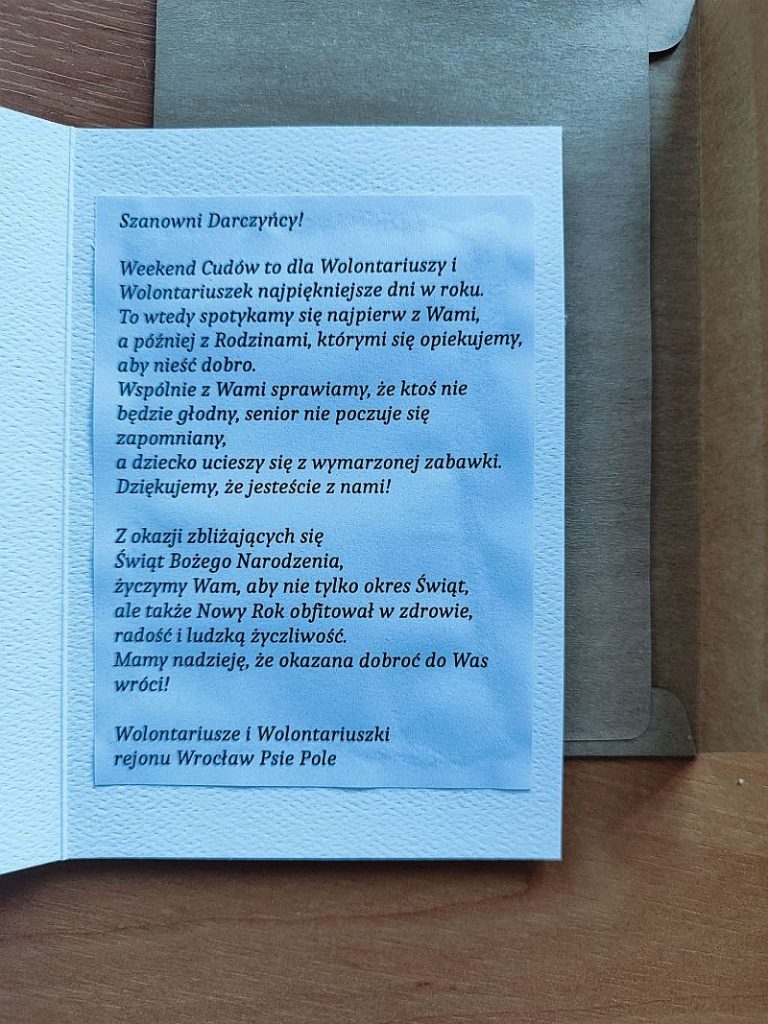 Szanowni Darczyńcy!
Weekend Cudów to dla Wolontariuszy i
Wolontariuszek najpiękniejsze dni w roku.
To wtedy spotykamy się najpierw z Wami,
a później z Rodzinami, którymi się opiekujemy,
aby nieść dobro.
Wspólnie z Wami sprawiamy, że ktoś nie
będzie głodny, senior nie poczuje się
zapomniany,
a dziecko ucieszy się z wymarzonej zabawki.
Dziękujemy, że jesteście z nami!
Z okazji zbliżających się
Świąt Bożego Narodzenia,
życzymy Wam, aby nie tylko okres Świąt,
ale także Nowy Rok obfitował w zdrowie,
radość i ludzką życzliwość.
Mamy nadzieję, że okazana dobroć do Was
wróci!
Wolontariusze i Wolontariuszki
rejonu Wrocław Psie Pole